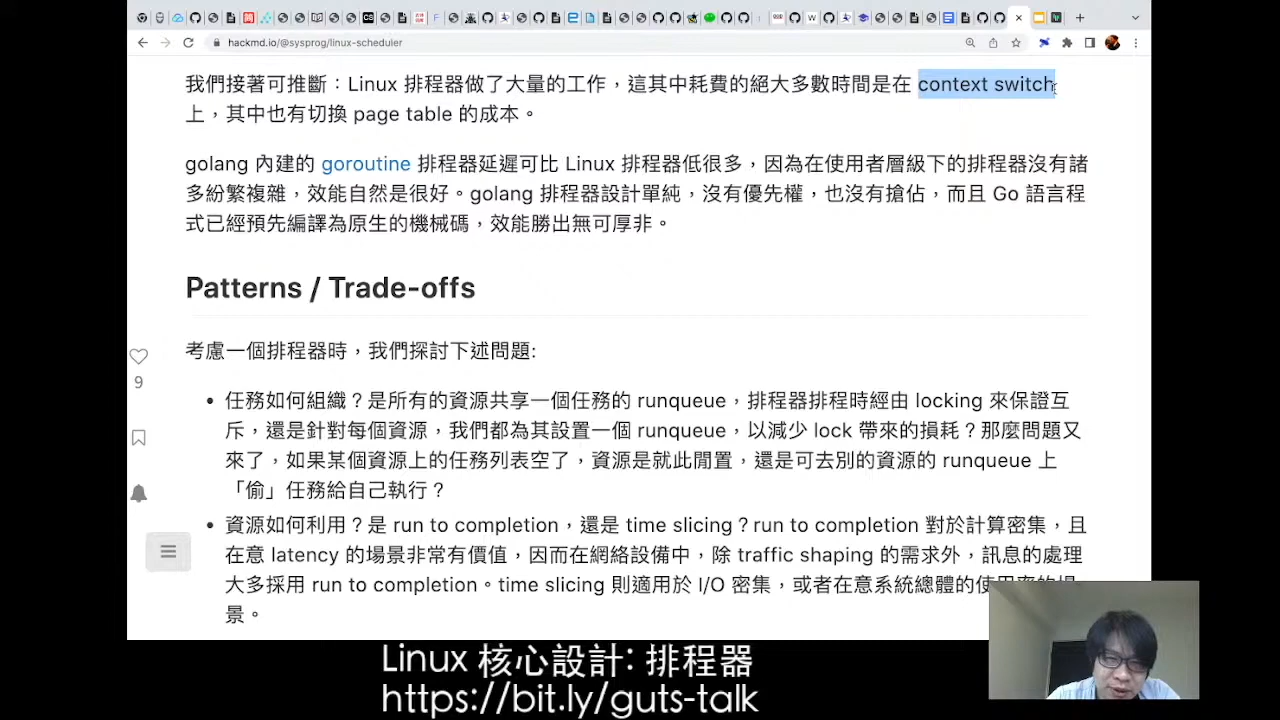 hackmd.io/@sysprog/linux-scheduler
我們接著可推斷：Linux 排程器做了大量的工作，這其中耗費的絕大多數時間是在 context switch
上，其中也有切換 page table 的成本。
golang 內建的 goroutine 排程器延遲可比 Linux 排程器低很多，因為在使用者層級下的排程器沒有諸
多紛繁複雜，效能自然是很好。golang 排程器設計單純，沒有優先權，也沒有搶佔，而且 Go 語言程
式已經預先編譯為原生的機械碼，效能勝出無可厚非。
Patterns / Trade-offs
考慮一個排程器時，我們探討下述問題:
9
• 任務如何組織？是所有的資源共享一個任務的 runqueue，排程器排程時經由 locking 來保證互
斥，還是針對每個資源，我們都為其設置一個 runqueue，以減少 lock 帶來的損耗？那麼問題又
來了，如果某個資源上的任務列表空了，資源是就此閒置，還是可去別的資源的 runqueue 上
「偷」任務給自己執行？
• 資源如何利用？是 run to completion，還是 time slicing？run to completion 對於計算密集，且
在意 latency 的場景非常有價值，因而在網絡設備中，除 traffic shaping 的需求外，訊息的處理
大多採用 run to completion。time slicing 則適用於 I/O 密集，或者在意系統總體的使用率的場
景。
Linux 核心設計: 排程器
https://bit.ly/guts-talk